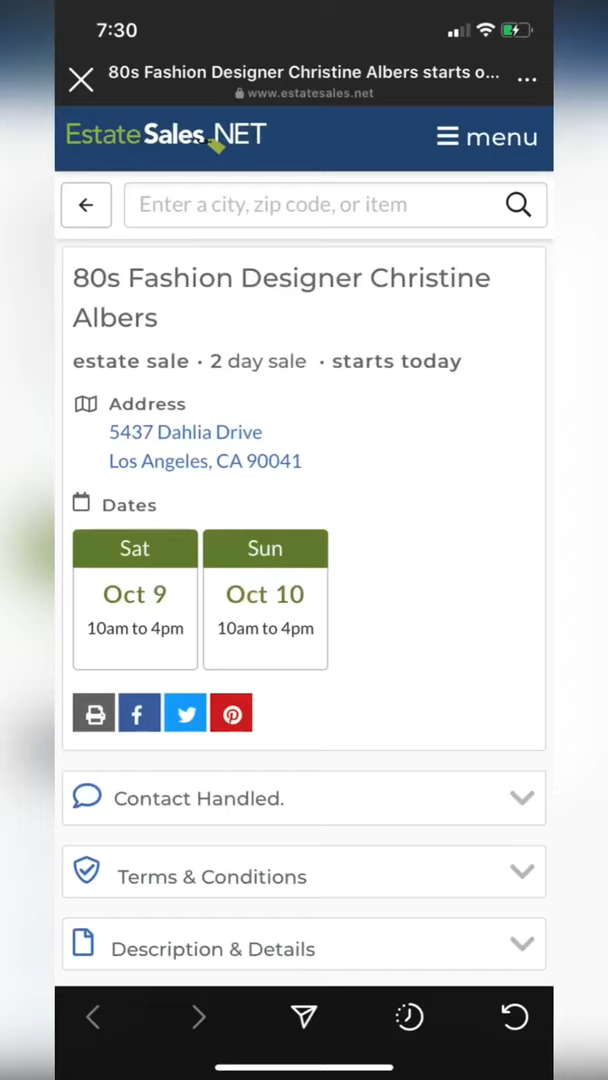 7:30
80s Fashion Designer Christine Albers starts o...
www.estatesales.net
EstateSales.NET
menu
Enter a city, zip code, or item
80s Fashion Designer Christine
Albers
estate sale · 2 day sale · starts today
Address
5437 Dahlia Drive
Los Angeles, CA 90041
Dates
Sat Sun
Oct 9 Oct 10
10am to 4pm 10am to 4pm
Contact Handled.
Terms & Conditions
Description & Details